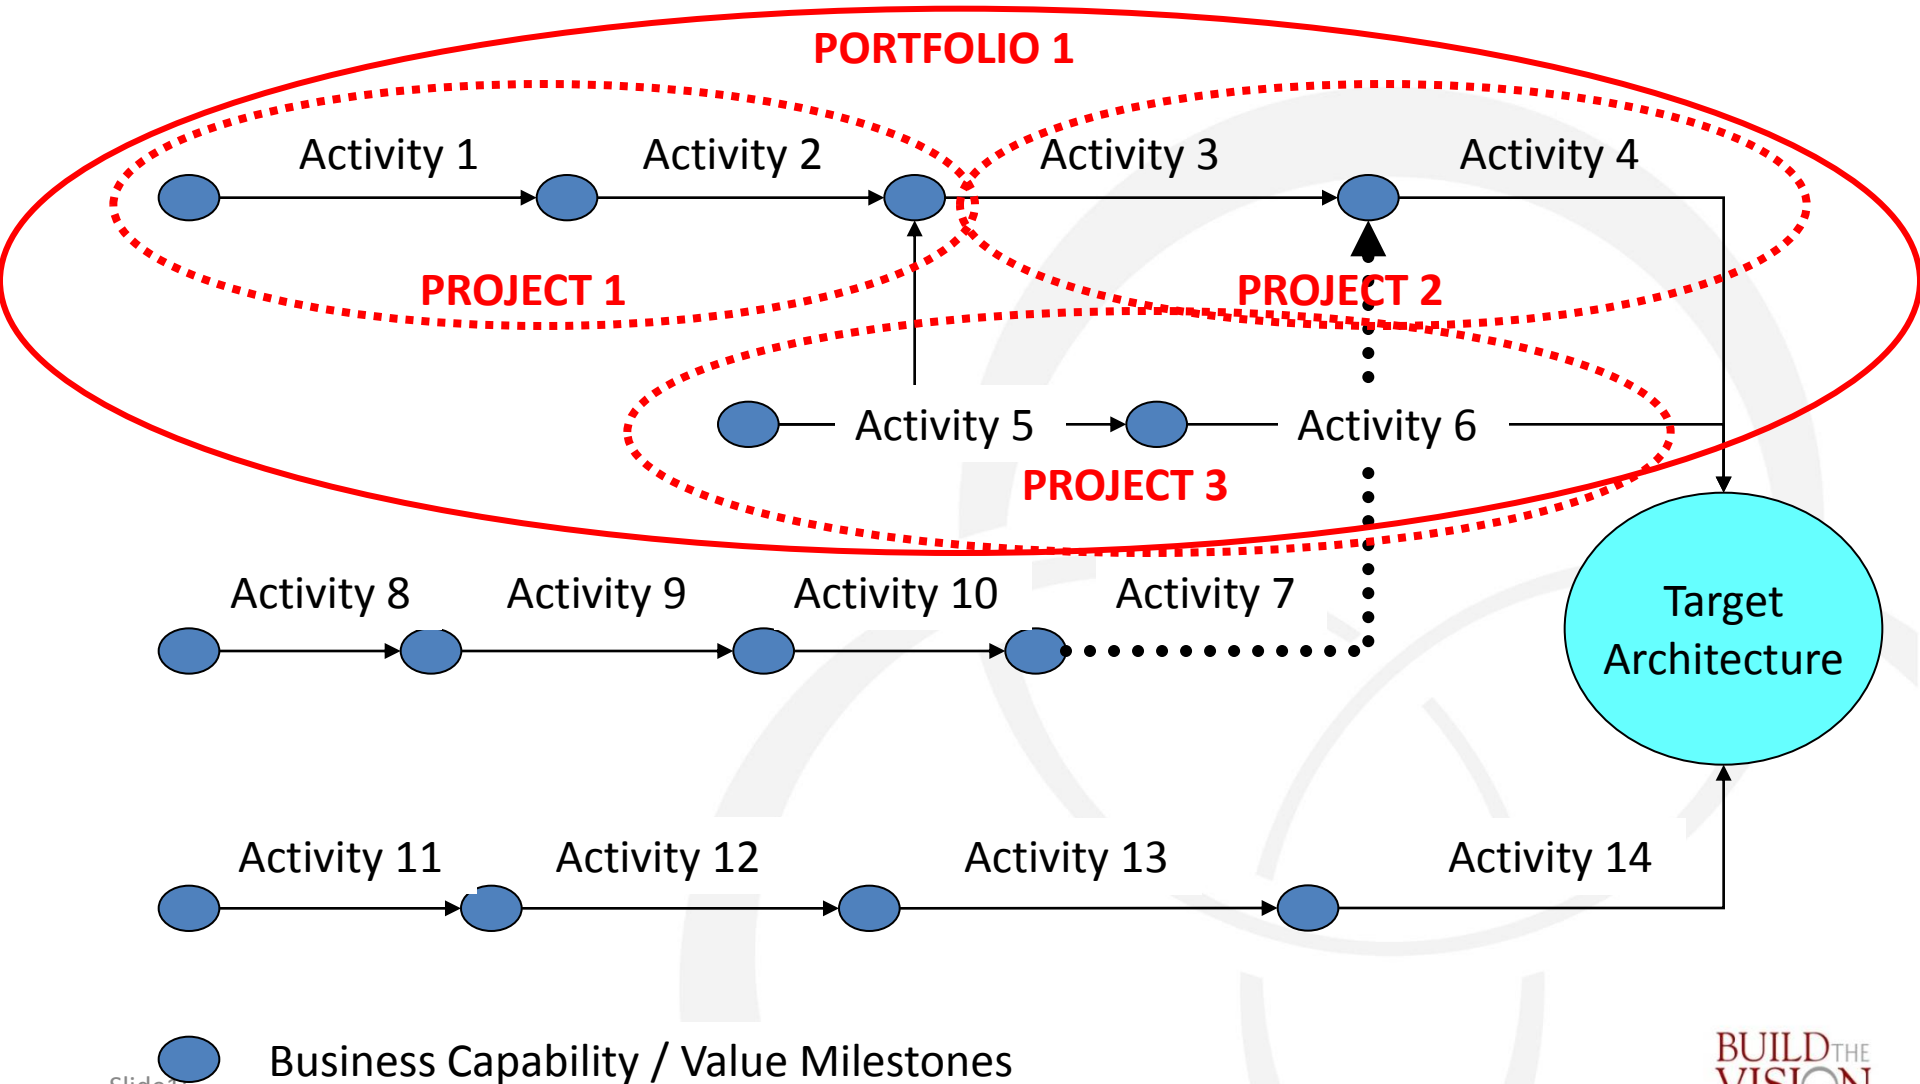 PORTFOLIO 1
Activity 1
Activity 2
Activity 3
Activity 4
PROJECT 1
PROJECT 2
Activity 5
Activity 6
PROJECT 3
Activity 8
Activity 9
Activity 10
Activity 7
Target
Architecture
Activity 11
Activity 12
Activity 13
Activity 14
Business Capability / Value Milestones
BUILD THE
VISION